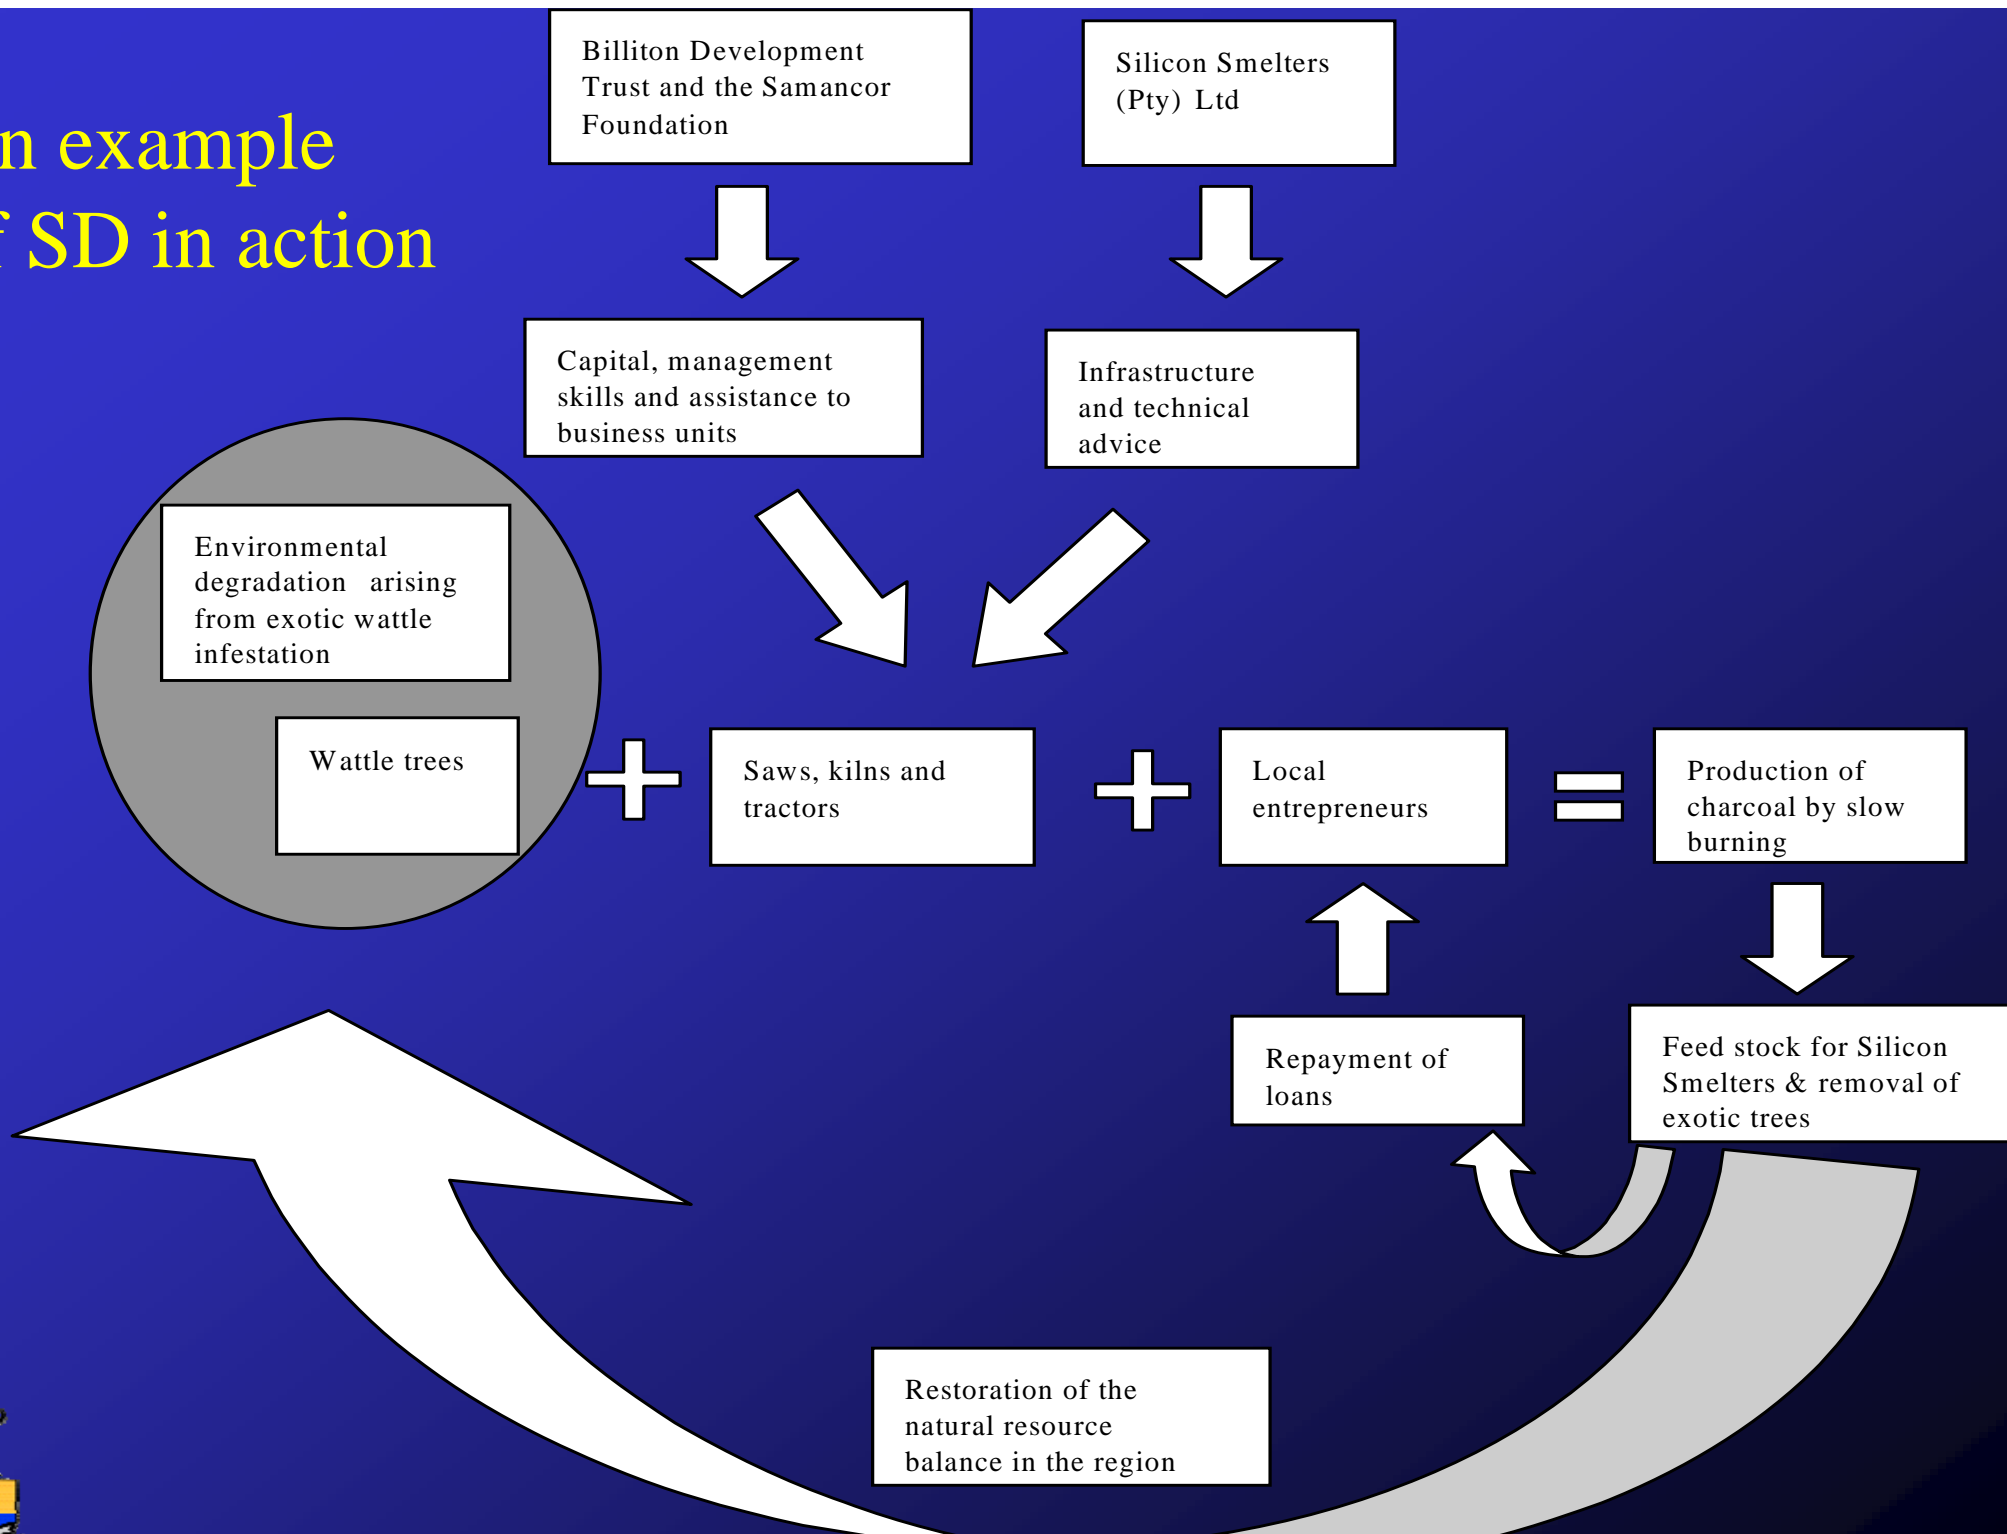 n example
f SD in action
Billiton Development
Trust and the Samancor
Foundation
Silicon Smelters
(Pty) Ltd
Capital, management
skills and assistance to
business units
Infrastructure
and technical
advice
Environmental
degradation arising
from exotic wattle
infestation
Wattle trees
Saws, kilns and
tractors
Local
entrepreneurs
Production of
charcoal by slow
burning
Repayment of
loans
Feed stock for Silicon
Smelters & removal of
exotic trees
Restoration of the
natural resource
balance in the region